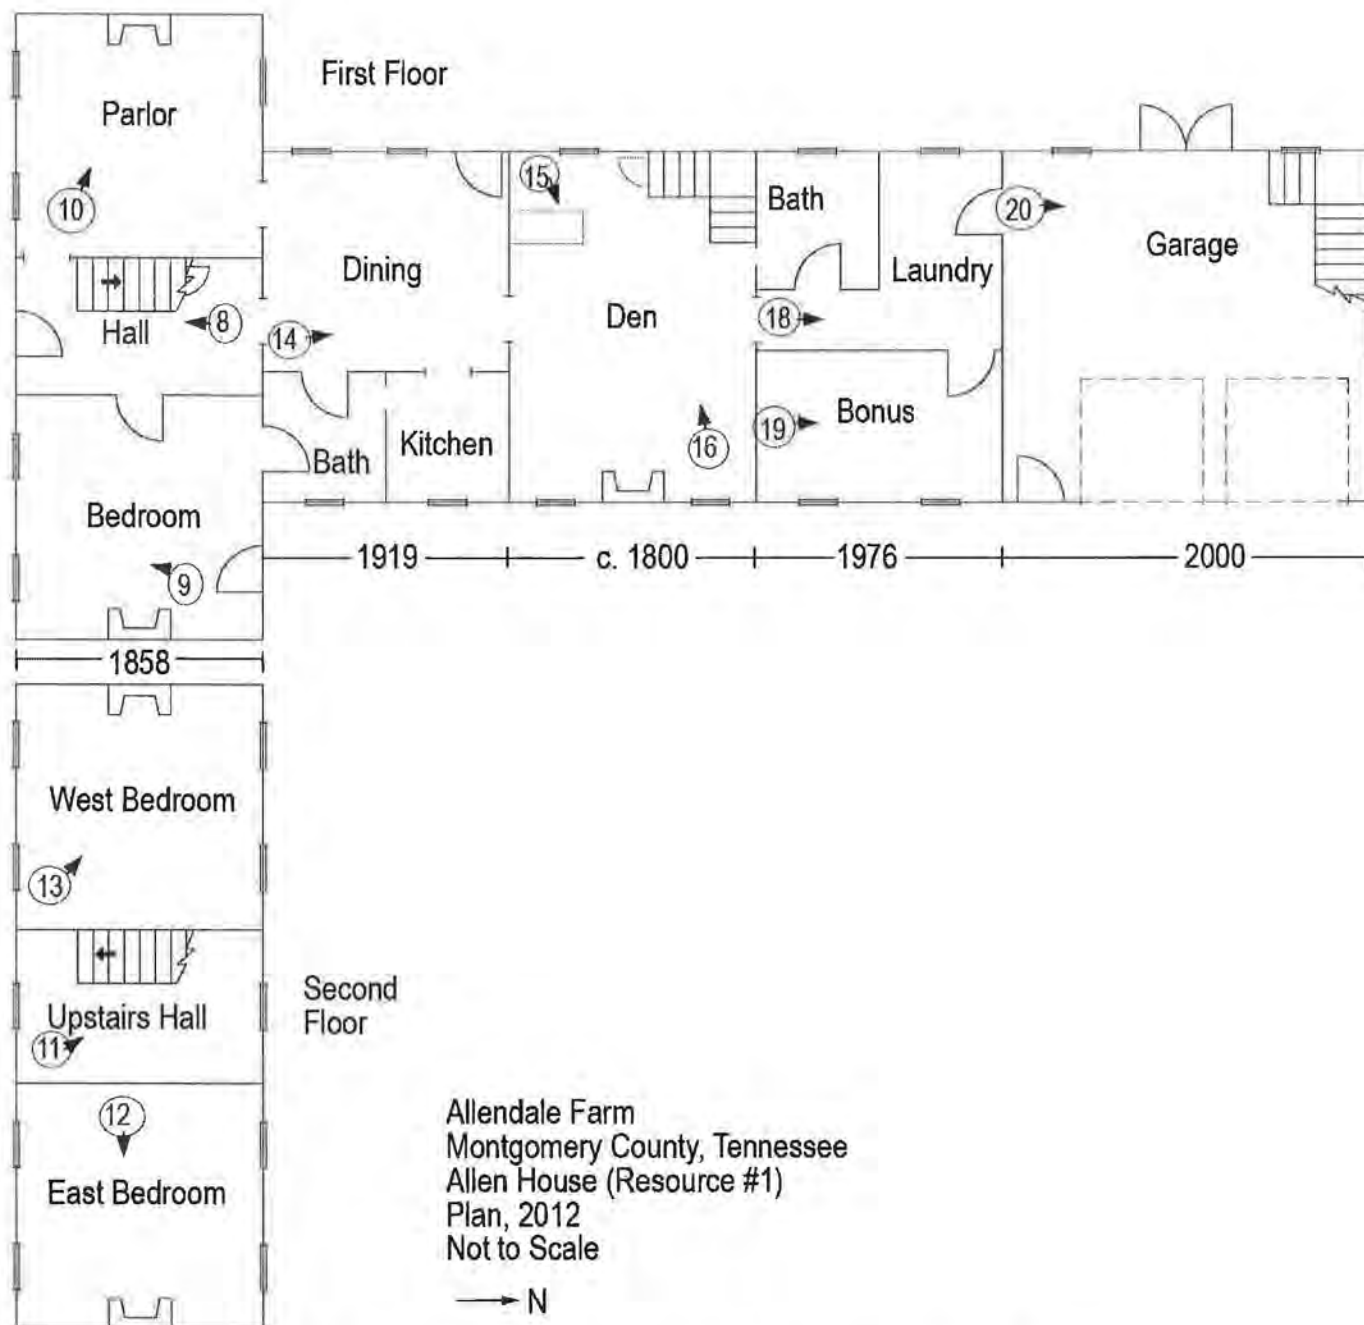 First Floor
Parlor
10
Hall
8
Bedroom
9
1858
Dining
14
Bath
Kitchen
15
Den
16
Bath
Laundry
18
19
Bonus
20
Garage
1919
c. 1800
1976
2000
West Bedroom
13
Upstairs Hall
11
12
East Bedroom
Second
Floor
Allendale Farm
Montgomery County, Tennessee
Allen House (Resource #1)
Plan, 2012
Not to Scale
N